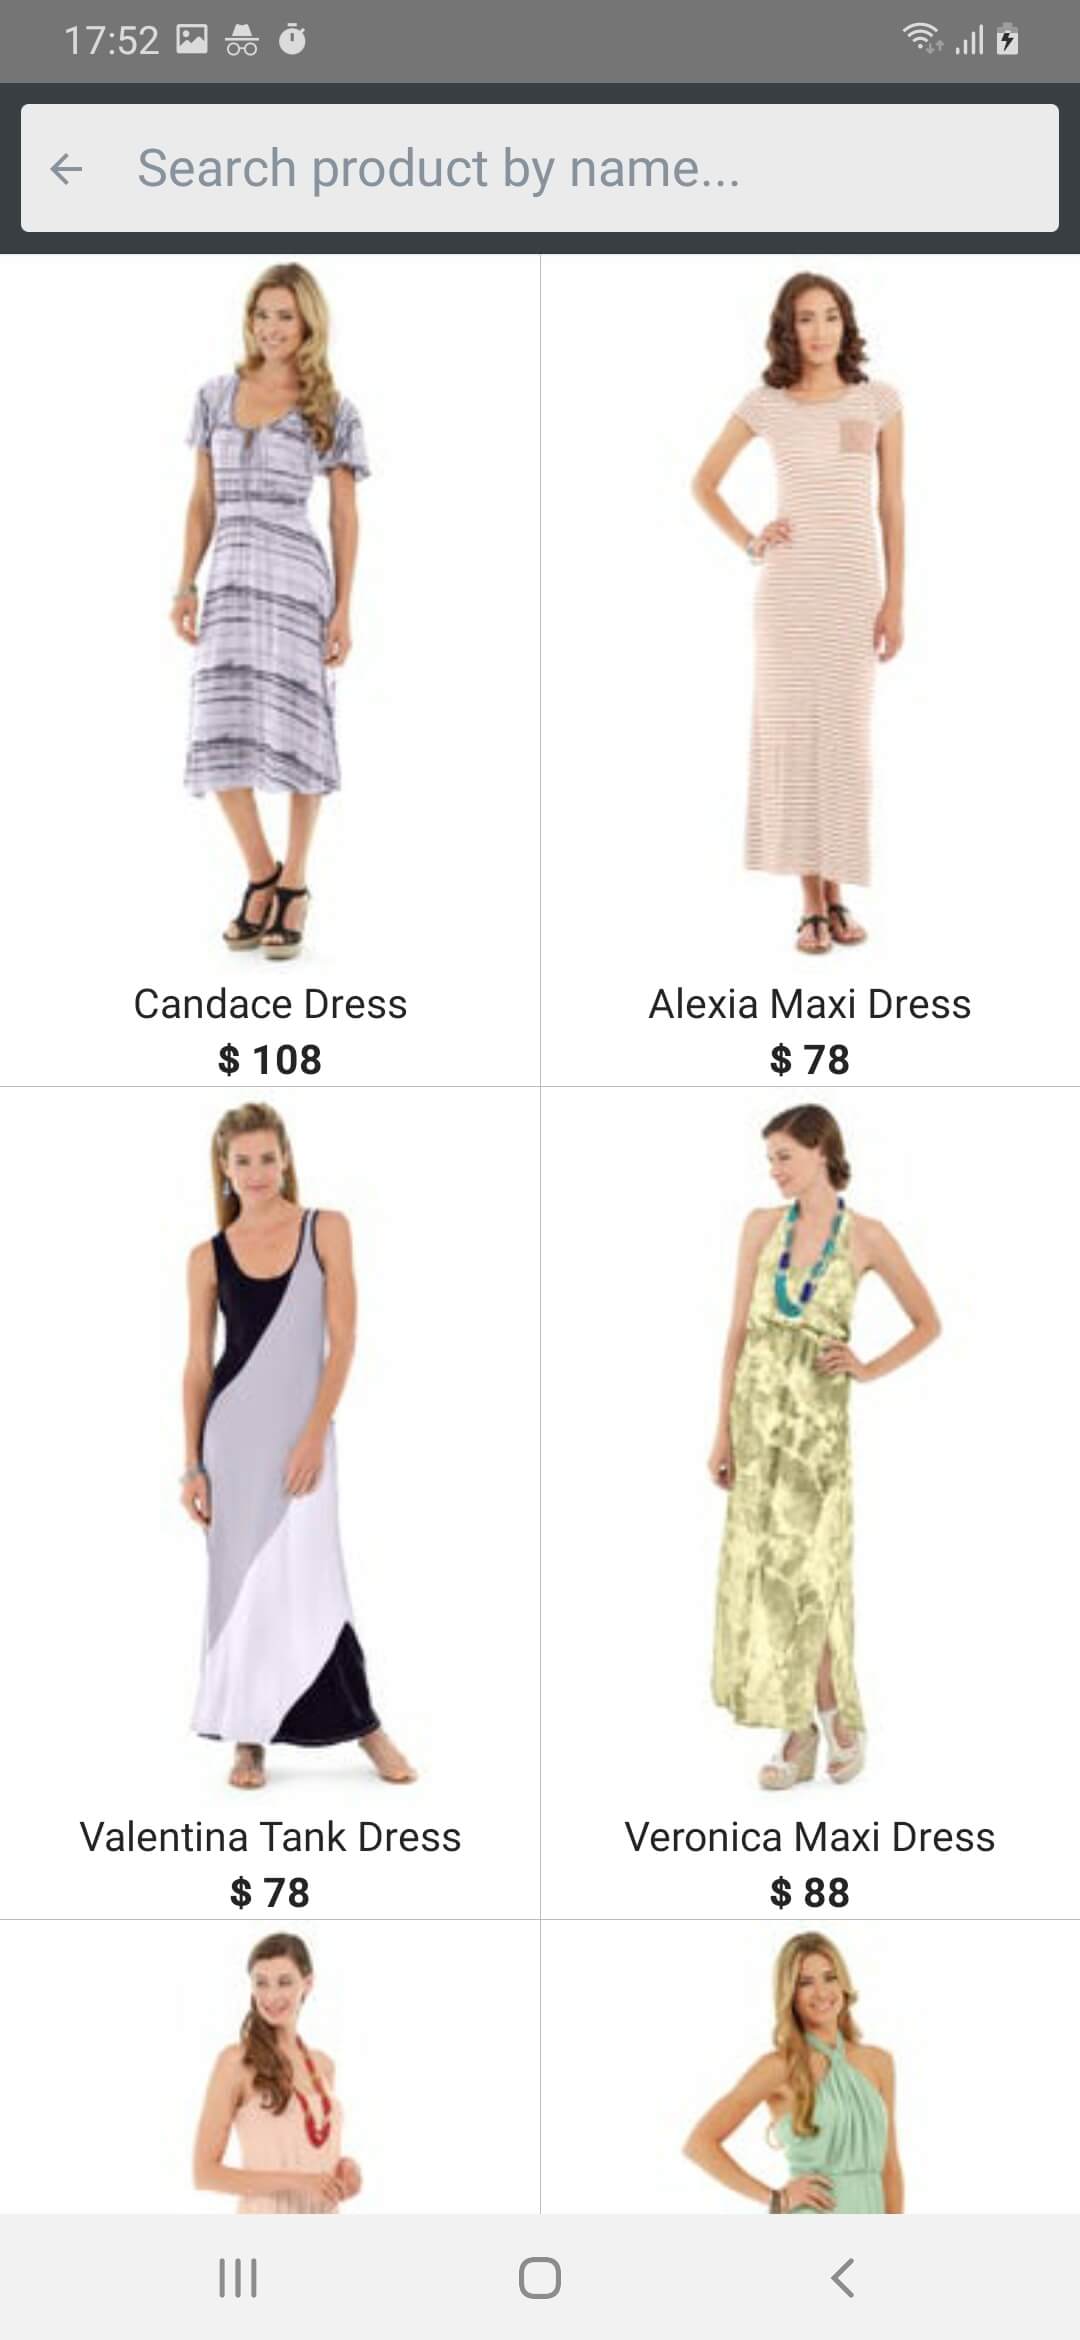 17:52
Search product by name...
Candace Dress
$ 108
Alexia Maxi Dress
$ 78
Valentina Tank Dress
$ 78
Veronica Maxi Dress
$ 88